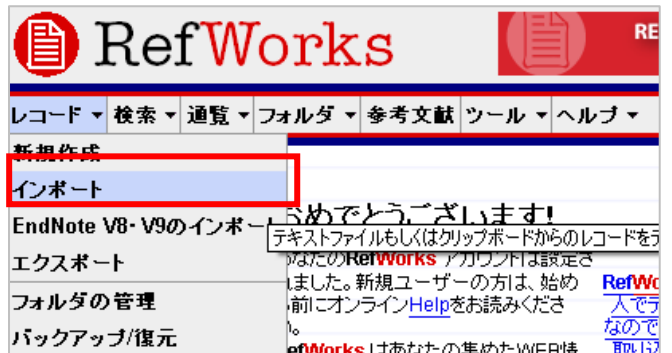 RefWorks
RE
レコード ▼ 検索 ▼ 通覧 ▼ フォルダ ▼ 参考文献 ツール ▼ ヘルプ ▼
新規作成
インポート
おめでとうございます!
EndNote V8・V9のインポー
テキストファイルもしくはクリップボードからのレコードをテ
なたのRefWorks アカウントは設定さ
エクスポート
ました。新規ユーザーの方は、始め
RefWo
フォルダの管理
前にオンラインHelpをお読みくださ
人でテ
なので
バックアップ/復元
efWorks はあなたの集めたWEB情
取り込